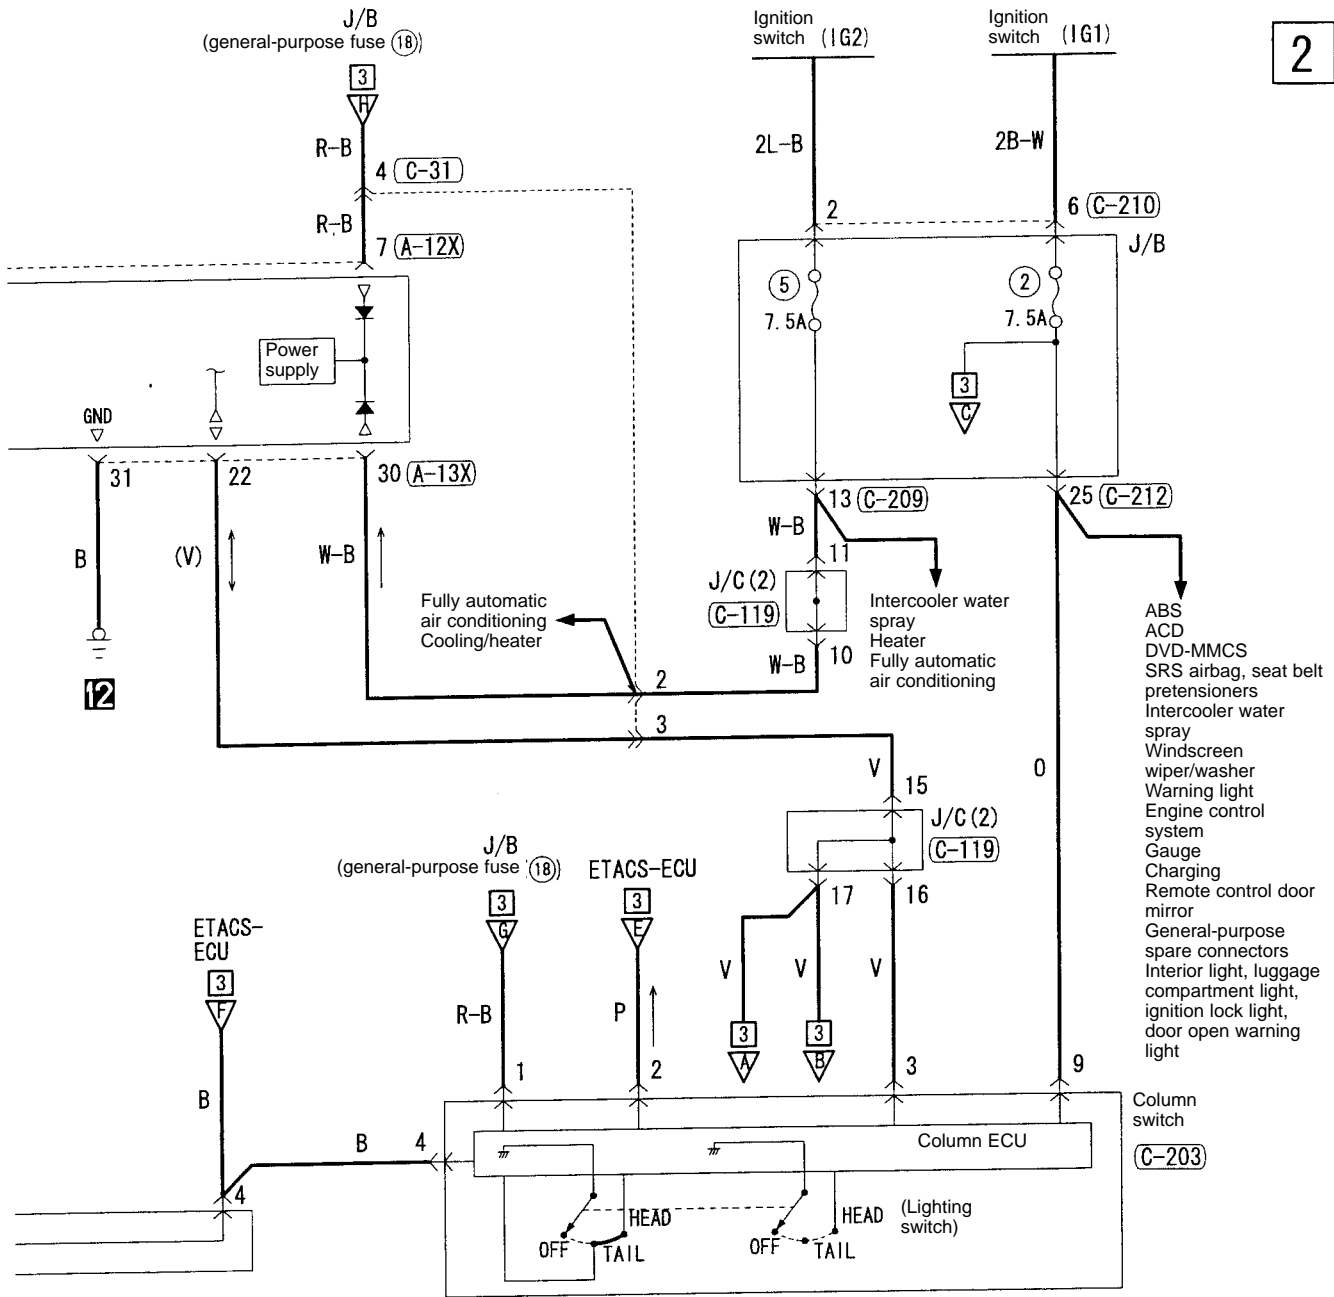 J/B
(general-purpose fuse 18)
3
H
R-B
4 C-31
R-B
7 A-12X
Ignition
switch (IG2)
Ignition
switch (IG1)
2
2L-B
2B-W
2
6 C-210
J/B
5
7.5A
2
7.5A
3
C
Power
supply
GND
31
22
30 A-13X
13 C-209
25 C-212
B
(V)
W-B
W-B
11
J/C(2)
C-119
W-B
10
12
Fully automatic
air conditioning
Cooling/heater
Intercooler water
spray
Heater
Fully automatic
air conditioning
2
3
ABS
ACD
DVD-MMCS
SRS airbag, seat belt
pretensioners
Intercooler water
spray
Windscreen
wiper/washer
Warning light
Engine control
system
Gauge
Charging
Remote control door
mirror
General-purpose
spare connectors
Interior light, luggage
compartment light,
ignition lock light,
door open warning
light
V
15
O
J/C(2)
C-119
17
16
J/B
(general-purpose fuse 18)
3
G
ETACS-ECU
3
E
ETACS-
ECU
3
F
R-B
P
V
V
V
3
A
3
B
1
2
3
9
B
B
4
4
Column
switch
C-203
Column ECU
HEAD
OFF
TAIL
HEAD
OFF
TAIL
(Lighting
switch)